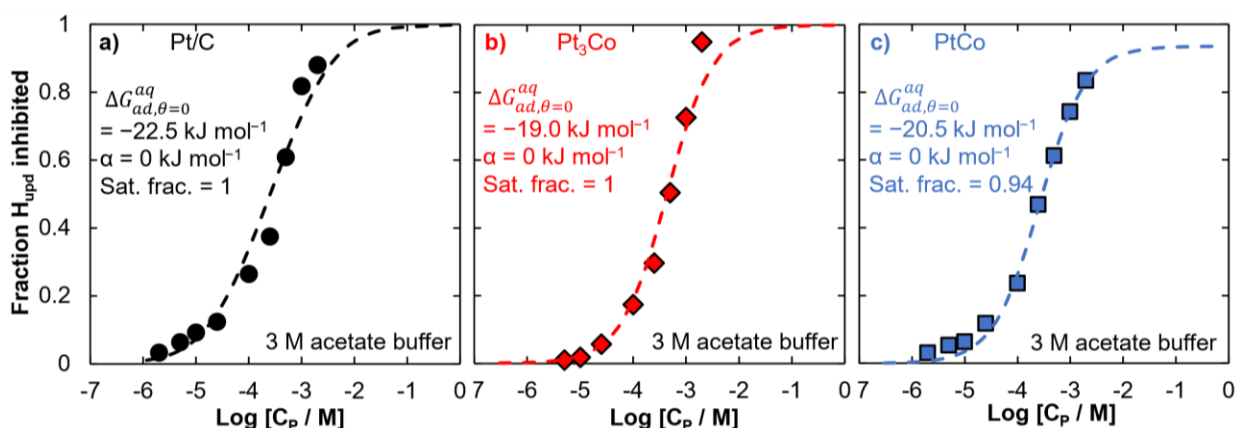 Fraction H_upd inhibited
1
0.8
0.6
0.4
0.2
0
a) Pt/C
ΔG^aq_ad,θ=0
= −22.5 kJ mol⁻¹
α = 0 kJ mol⁻¹
Sat. frac. = 1
3 M acetate buffer
-7 -6 -5 -4 -3 -2 -1 0
Log [C_P / M]
b) Pt₃Co
ΔG^aq_ad,θ=0
= −19.0 kJ mol⁻¹
α = 0 kJ mol⁻¹
Sat. frac. = 1
3 M acetate buffer
-7 -6 -5 -4 -3 -2 -1 0
Log [C_P / M]
c) PtCo
ΔG^aq_ad,θ=0
= −20.5 kJ mol⁻¹
α = 0 kJ mol⁻¹
Sat. frac. = 0.94
3 M acetate buffer
-7 -6 -5 -4 -3 -2 -1 0
Log [C_P / M]